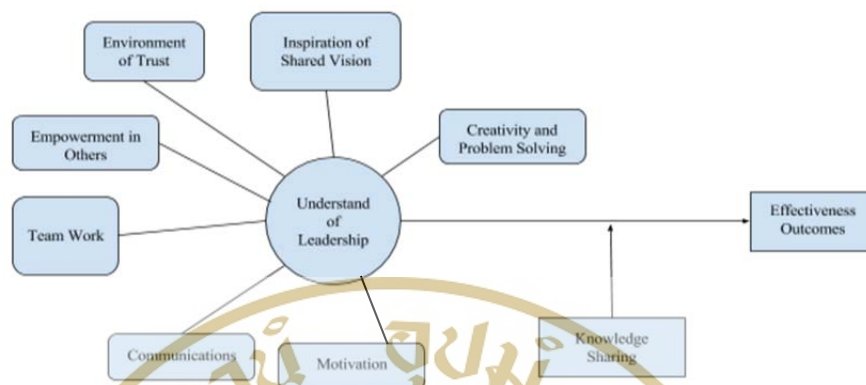 Environment
of Trust
Inspiration of
Shared Vision
Empowerment in
Others
Creativity and
Problem Solving
Team Work
Understand
of
Leadership
Effectiveness
Outcomes
Communications
Motivation
Knowledge
Sharing